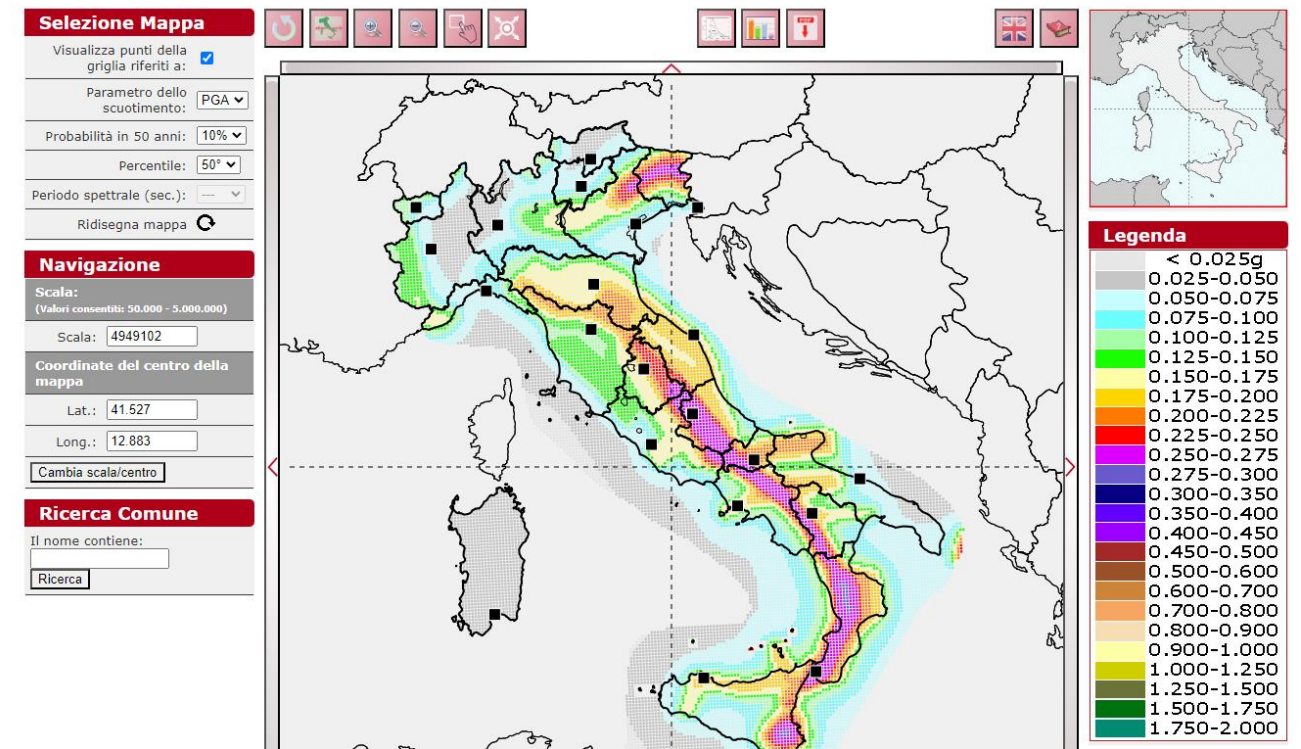 Selezione Mappa
Visualizza punti della
griglia riferiti a:
Parametro dello
scuotimento:
PGA
Probabilità in 50 anni:
10%
Percentile:
50°
Periodo spettrale (sec.):
---
Ridisegna mappa
Navigazione
Scala:
(Valori consentiti: 50.000 - 5.000.000)
Scala:
4949102
Coordinate del centro della
mappa
Lat.:
41.527
Long.:
12.883
Cambia scala/centro
Ricerca Comune
Il nome contiene:
Ricerca
PDF
Legenda
< 0.025g
0.025-0.050
0.050-0.075
0.075-0.100
0.100-0.125
0.125-0.150
0.150-0.175
0.175-0.200
0.200-0.225
0.225-0.250
0.250-0.275
0.275-0.300
0.300-0.350
0.350-0.400
0.400-0.450
0.450-0.500
0.500-0.600
0.600-0.700
0.700-0.800
0.800-0.900
0.900-1.000
1.000-1.250
1.250-1.500
1.500-1.750
1.750-2.000